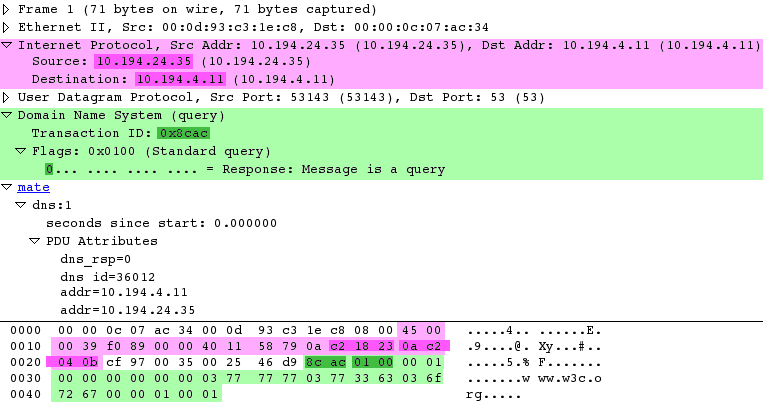 Frame 1 (71 bytes on wire, 71 bytes captured)
Ethernet II, Src: 00:0d:93:c3:1e:c8, Dst: 00:00:0c:07:ac:34
Internet Protocol, Src Addr: 10.194.24.35 (10.194.24.35), Dst Addr: 10.194.4.11 (10.194.4.11)
Source: 10.194.24.35 (10.194.24.35)
Destination: 10.194.4.11 (10.194.4.11)
User Datagram Protocol, Src Port: 53143 (53143), Dst Port: 53 (53)
Domain Name System (query)
Transaction ID: 0x8cac
Flags: 0x0100 (Standard query)
0... .... .... .... = Response: Message is a query
mate
dns:1
seconds since start: 0.000000
PDU Attributes
dns_rsp=0
dns_id=36012
addr=10.194.4.11
addr=10.194.24.35
0000 00 00 0c 07 ac 34 00 0d 93 c3 1e c8 08 00 45 00 .....4.. ......E.
0010 00 39 f0 89 00 00 40 11 58 79 0a c2 18 23 0a c2 .9....@. Xy...#..
0020 04 0b cf 97 00 35 00 25 46 d9 8c ac 01 00 00 01 .....5.% F.......
0030 00 00 00 00 00 00 03 77 77 77 03 77 33 63 03 6f .......w ww.w3c.o
0040 72 67 00 00 01 00 01 rg.....